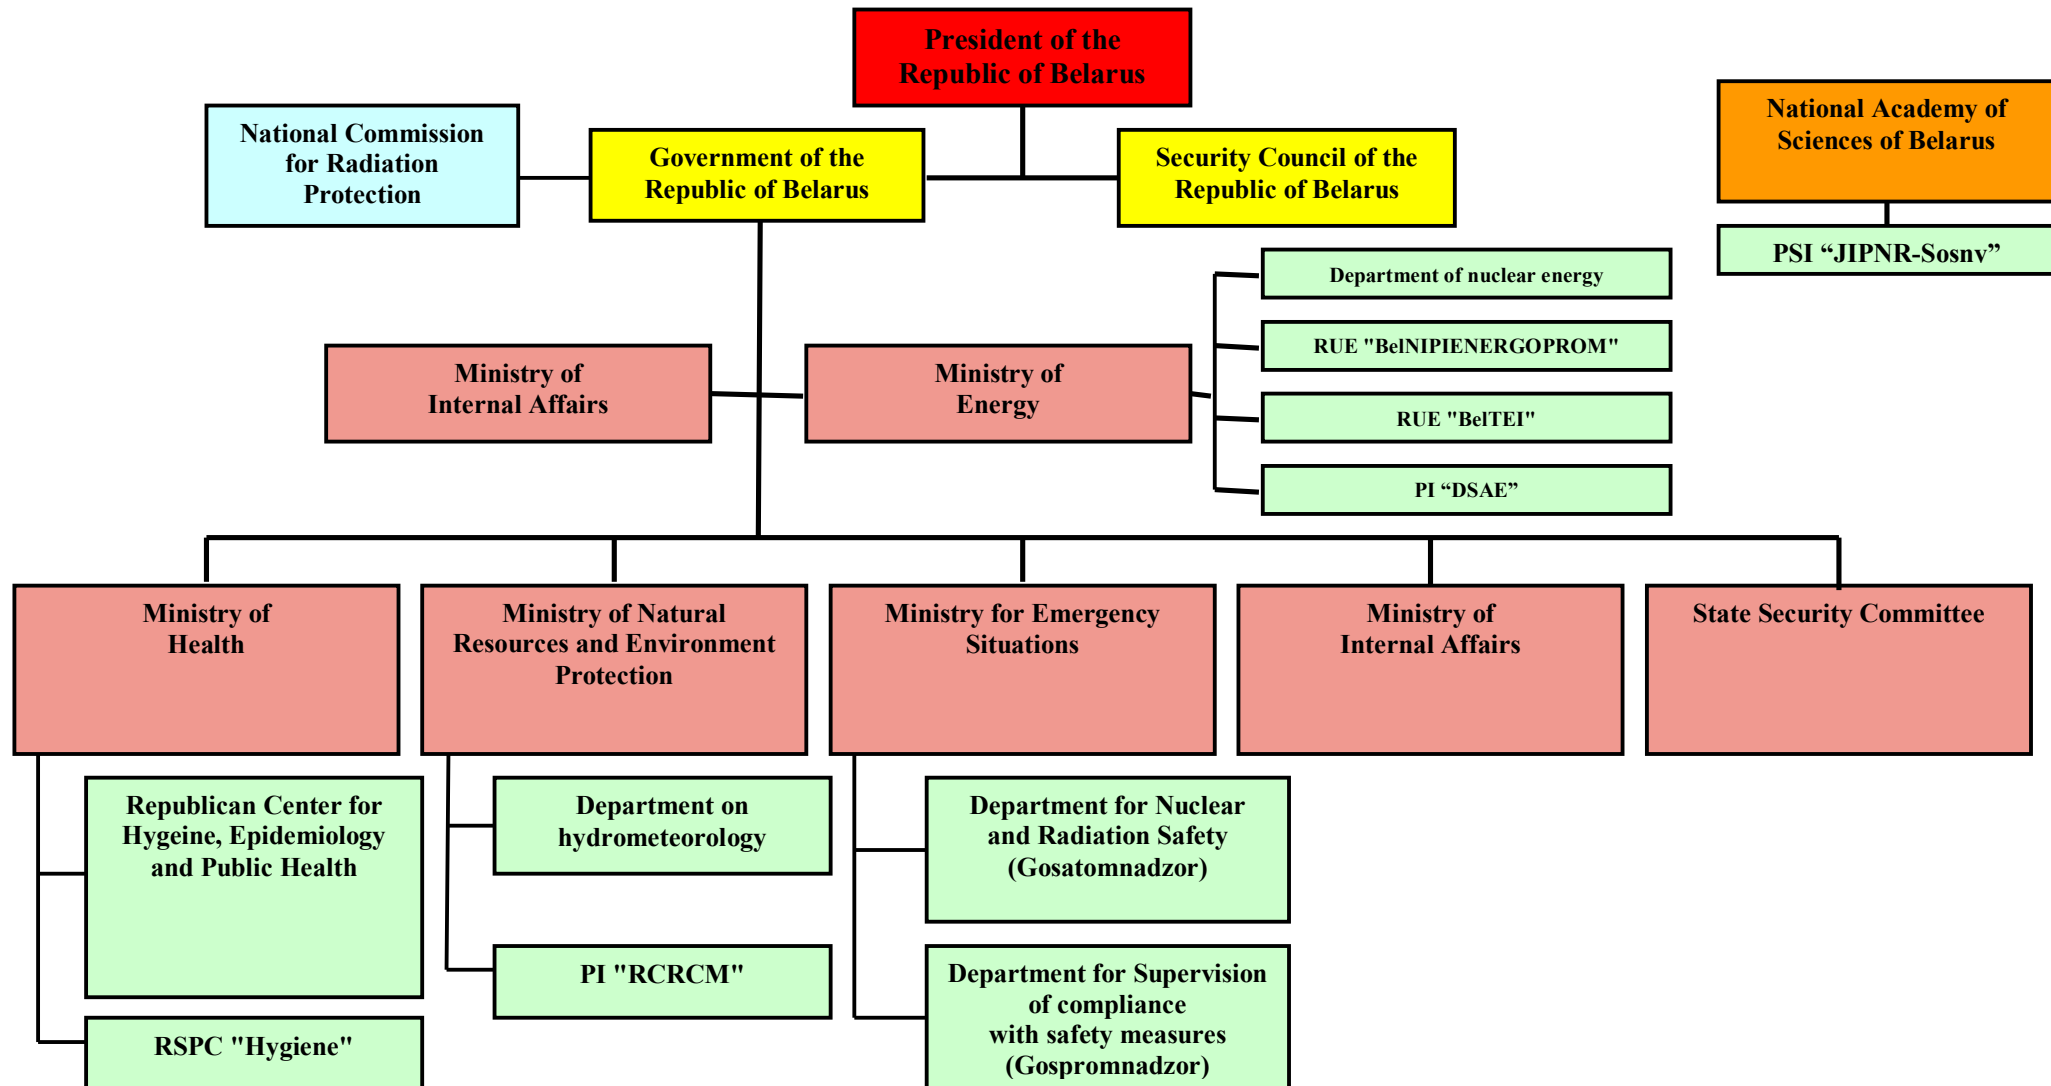 President of the
Republic of Belarus
National Commission
for Radiation
Protection
Government of the
Republic of Belarus
Security Council of the
Republic of Belarus
National Academy of
Sciences of Belarus
PSI “JIPNR-Sosnv”
Department of nuclear energy
RUE "BelNIPIENERGOPROM"
RUE "BelTEI"
PI “DSAE”
Ministry of
Internal Affairs
Ministry of
Energy
Ministry of
Health
Ministry of Natural
Resources and Environment
Protection
Ministry for Emergency
Situations
Ministry of
Internal Affairs
State Security Committee
Republican Center for
Hygeine, Epidemiology
and Public Health
RSPC "Hygiene"
Department on
hydrometeorology
PI "RCRCM"
Department for Nuclear
and Radiation Safety
(Gosatomnadzor)
Department for Supervision
of compliance
with safety measures
(Gospromnadzor)